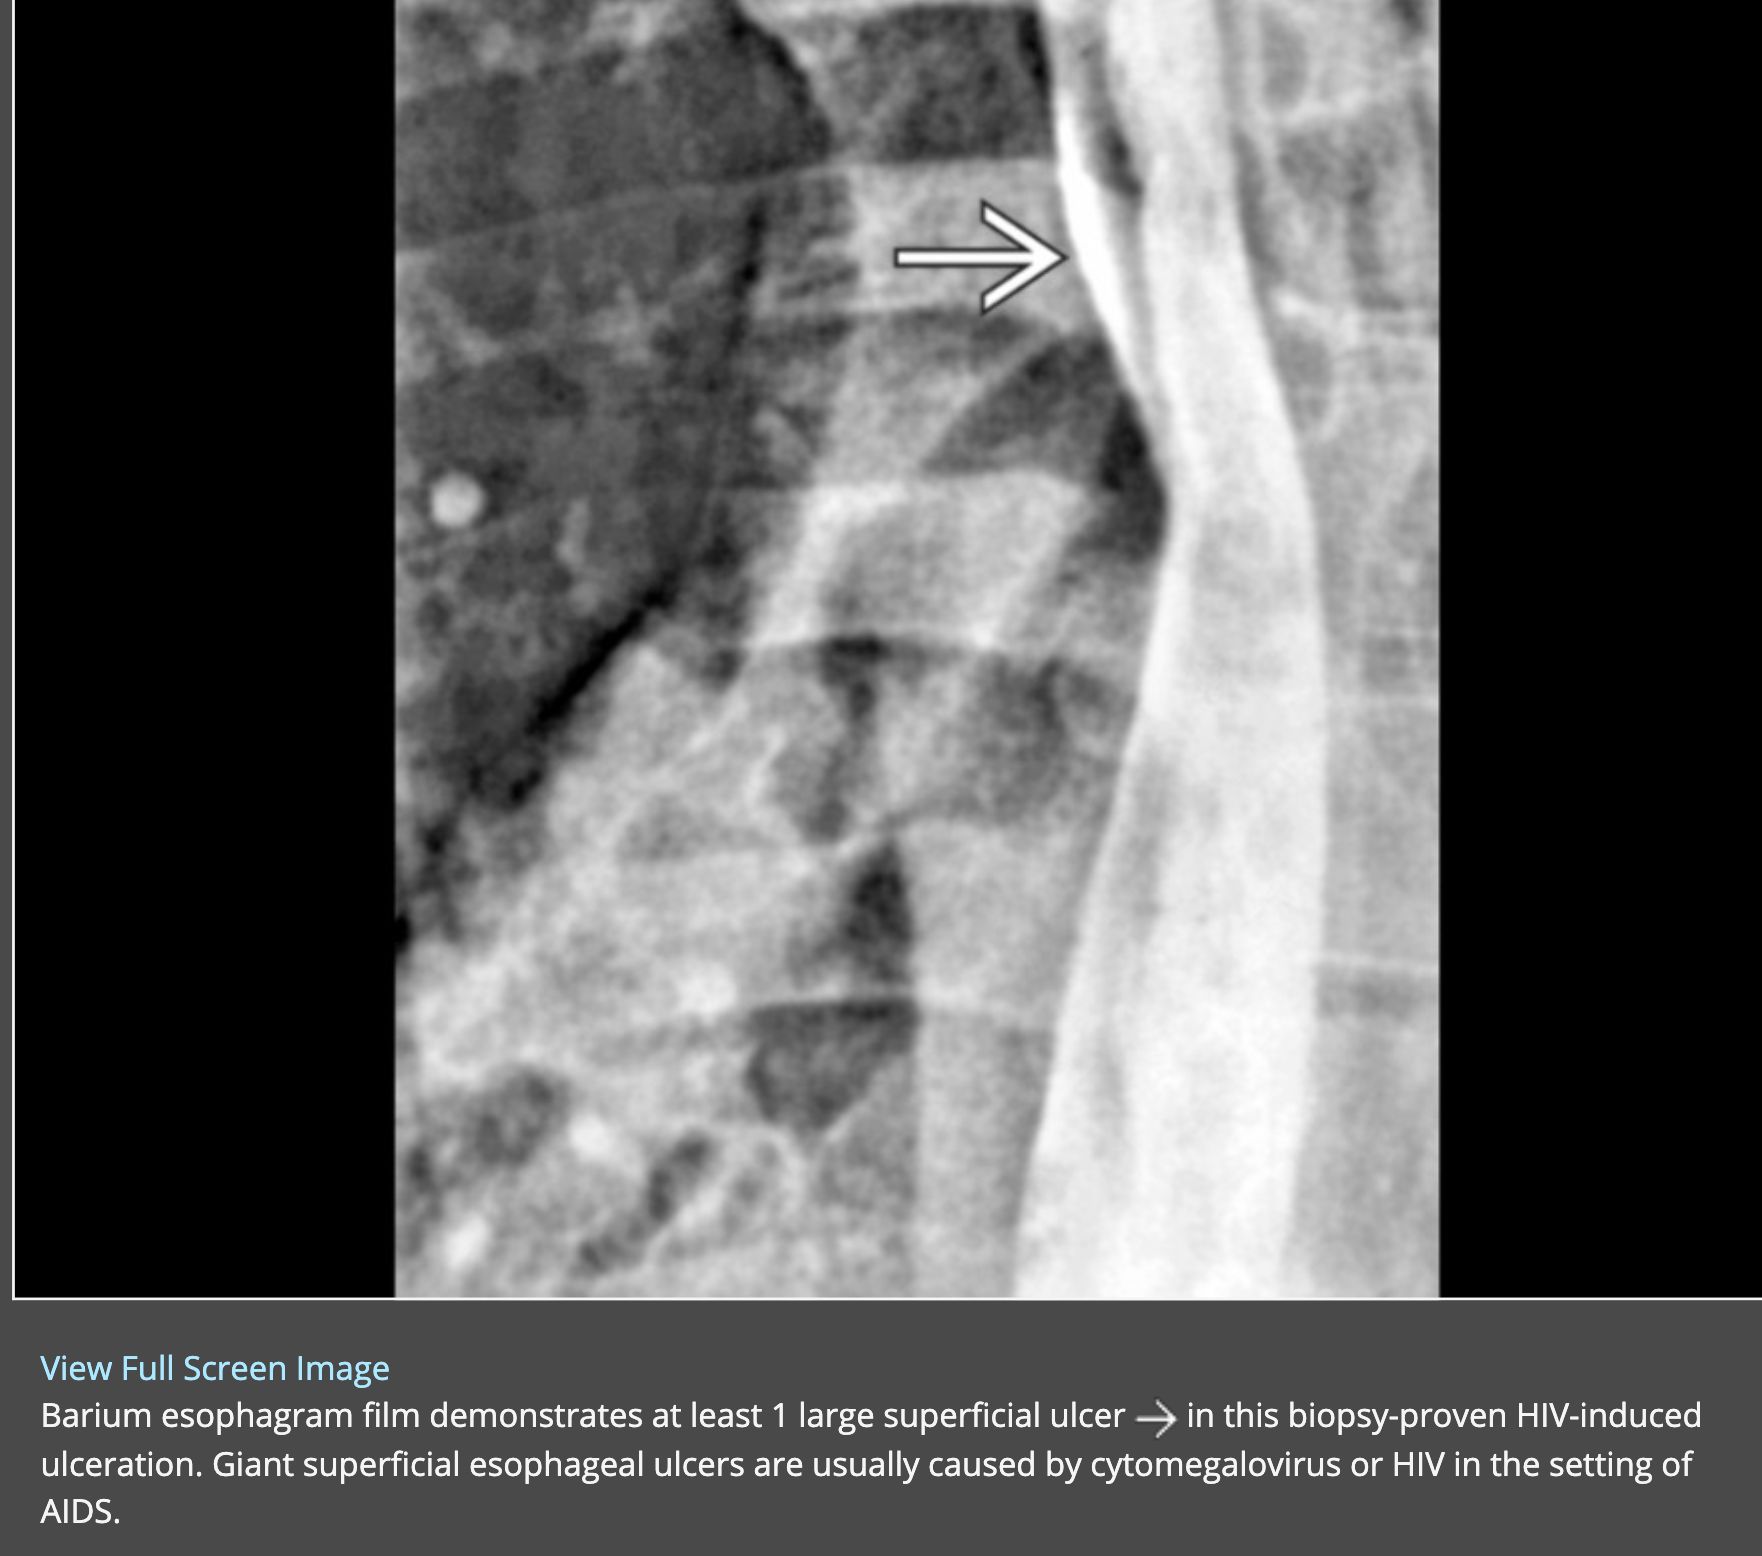 View Full Screen Image
Barium esophagram film demonstrates at least 1 large superficial ulcer → in this biopsy-proven HIV-induced
ulceration. Giant superficial esophageal ulcers are usually caused by cytomegalovirus or HIV in the setting of
AIDS.